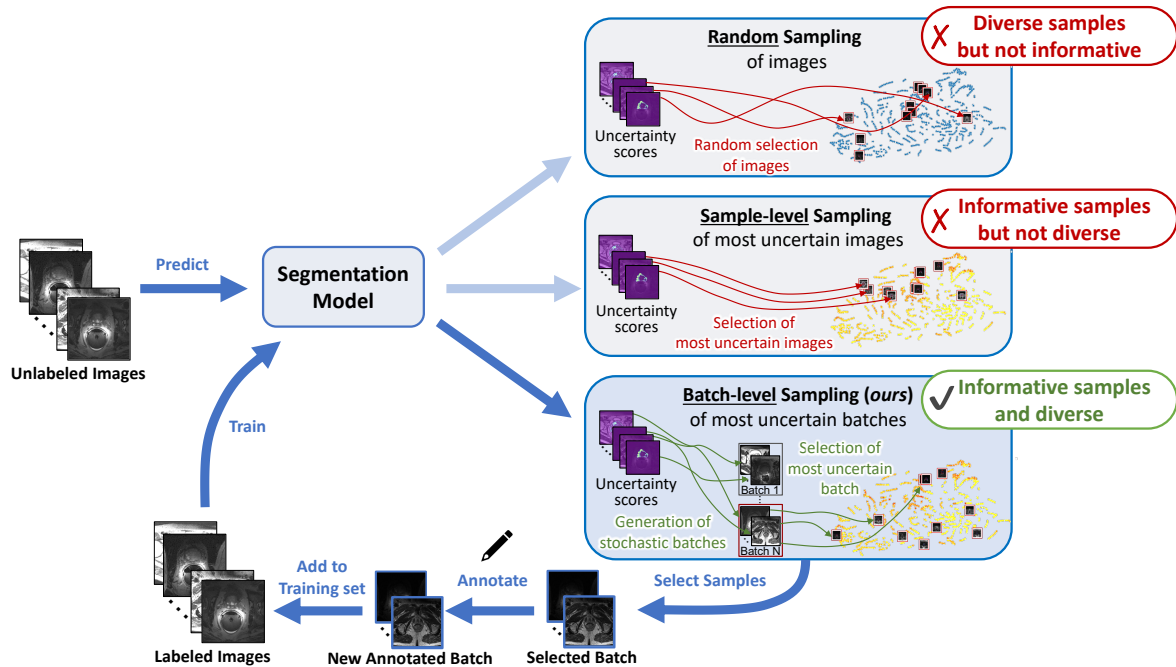 Random Sampling
of images
Diverse samples
but not informative
Uncertainty
scores
Random selection
of images
Sample-level Sampling
of most uncertain images
Informative samples
but not diverse
Uncertainty
scores
Selection of
most uncertain images
Predict
Segmentation
Model
Unlabeled Images
Batch-level Sampling (ours)
of most uncertain batches
Informative samples
and diverse
Uncertainty
scores
Selection of
most uncertain
batch
Batch 1
Generation of
stochastic batches
Batch N
Train
Select Samples
Annotate
Add to
Training set
Labeled Images
New Annotated Batch
Selected Batch